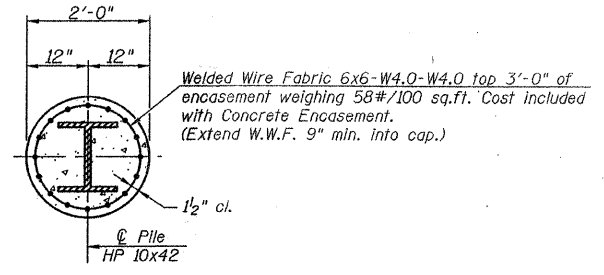 2'-0"
12" 12"
Welded Wire Fabric 6x6-W4.0-W4.0 top 3'-0" of
encasement weighing 58#/100 sq.ft. Cost included
with Concrete Encasement.
(Extend W.W.F. 9" min. into cap.)
1½" cl.
℄ Pile
HP 10x42